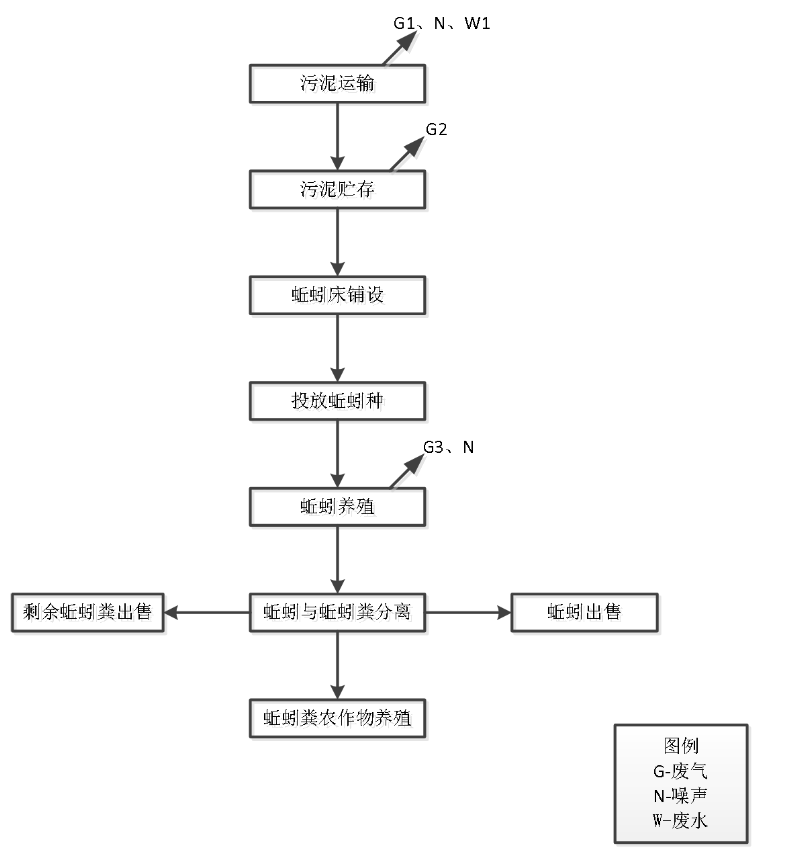 G1、N、W1
污泥运输
G2
污泥贮存
蚯蚓床铺设
投放蚯蚓种
G3、N
蚯蚓养殖
剩余蚯蚓粪出售
蚯蚓与蚯蚓粪分离
蚯蚓出售
蚯蚓粪农作物养殖
图例
G-废气
N-噪声
W-废水